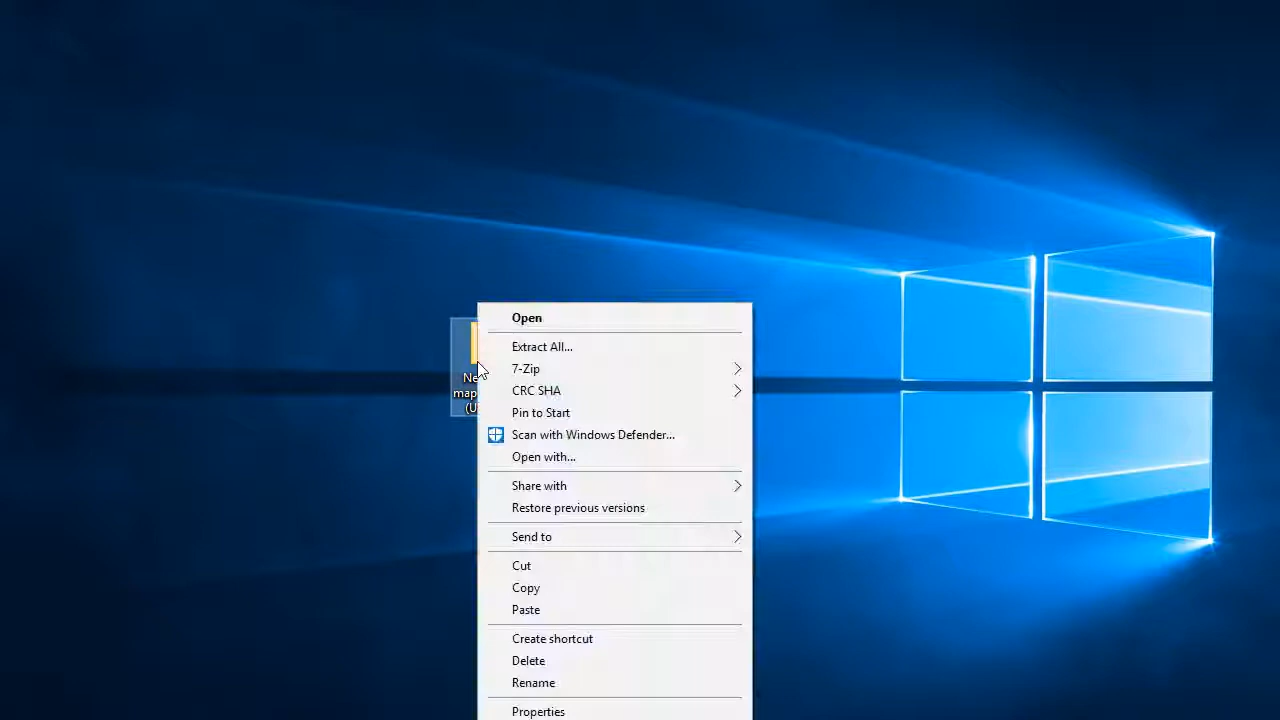 Open
Extract All...
7-Zip
CRC SHA
Pin to Start
Scan with Windows Defender...
Open with...
Share with
Restore previous versions
Send to
Cut
Copy
Paste
Create shortcut
Delete
Rename
Properties